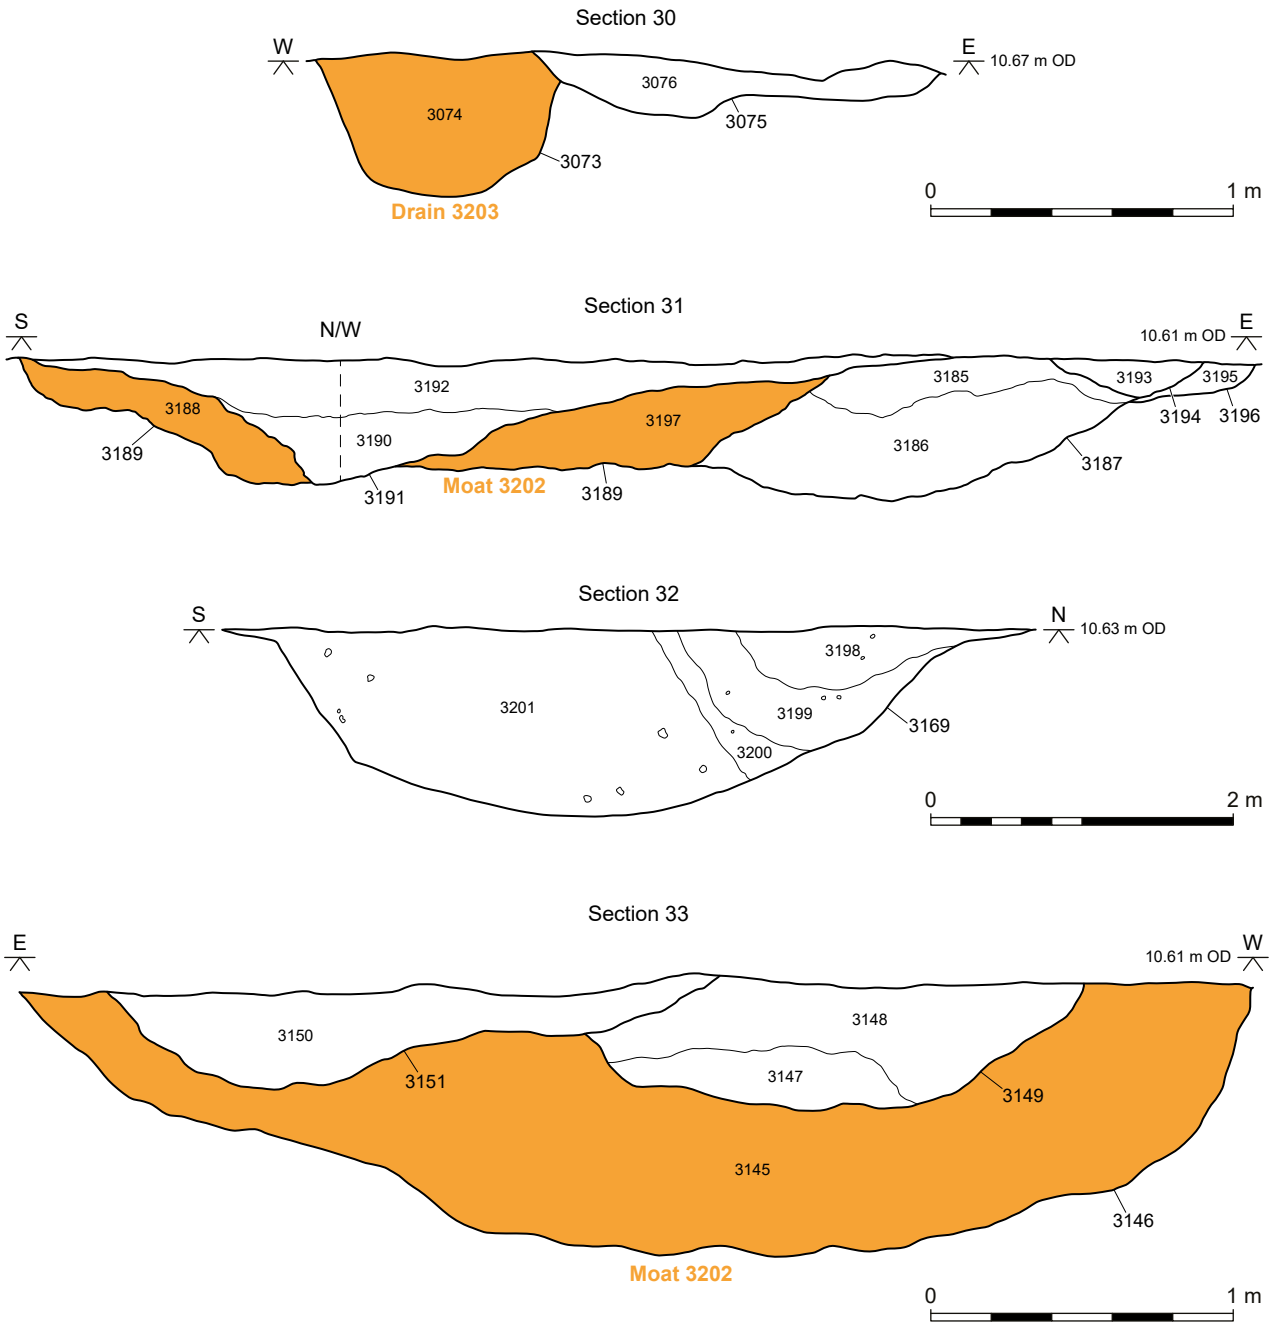 Section 30
W
E
10.67 m OD
3076
3074
3075
3073
Drain 3203
0 1 m
Section 31
S
N/W
10.61 m OD
E
3192
3185
3193
3195
3188
3197
3194
3196
3190
3186
3189
3187
Moat 3202
3191
3189
Section 32
S
N
10.63 m OD
3198
3201
3199
3169
3200
0 2 m
Section 33
E
10.61 m OD
W
3150
3148
3147
3151
3149
3145
3146
Moat 3202
0 1 m